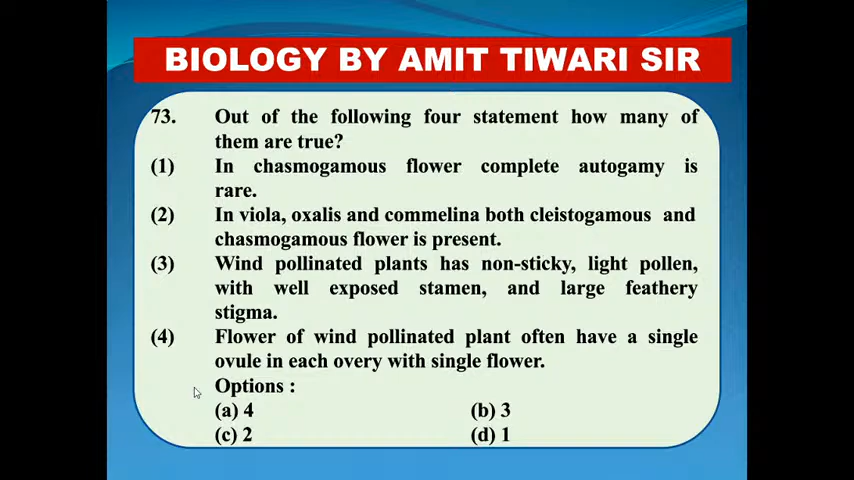 BIOLOGY BY AMIT TIWARI SIR
73. Out of the following four statement how many of
them are true?
(1) In chasmogamous flower complete autogamy is
rare.
(2) In viola, oxalis and commelina both cleistogamous and
chasmogamous flower is present.
(3) Wind pollinated plants has non-sticky, light pollen,
with well exposed stamen, and large feathery
stigma.
(4) Flower of wind pollinated plant often have a single
ovule in each overy with single flower.
Options :
(a) 4 (b) 3
(c) 2 (d) 1